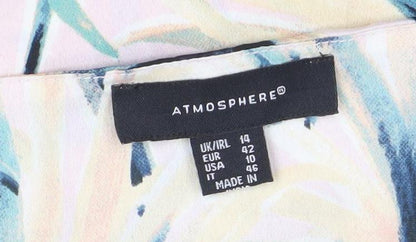 ATMOSPHERE®
UK/IRL 14
EUR 42
USA 10
IT 46
MADE IN